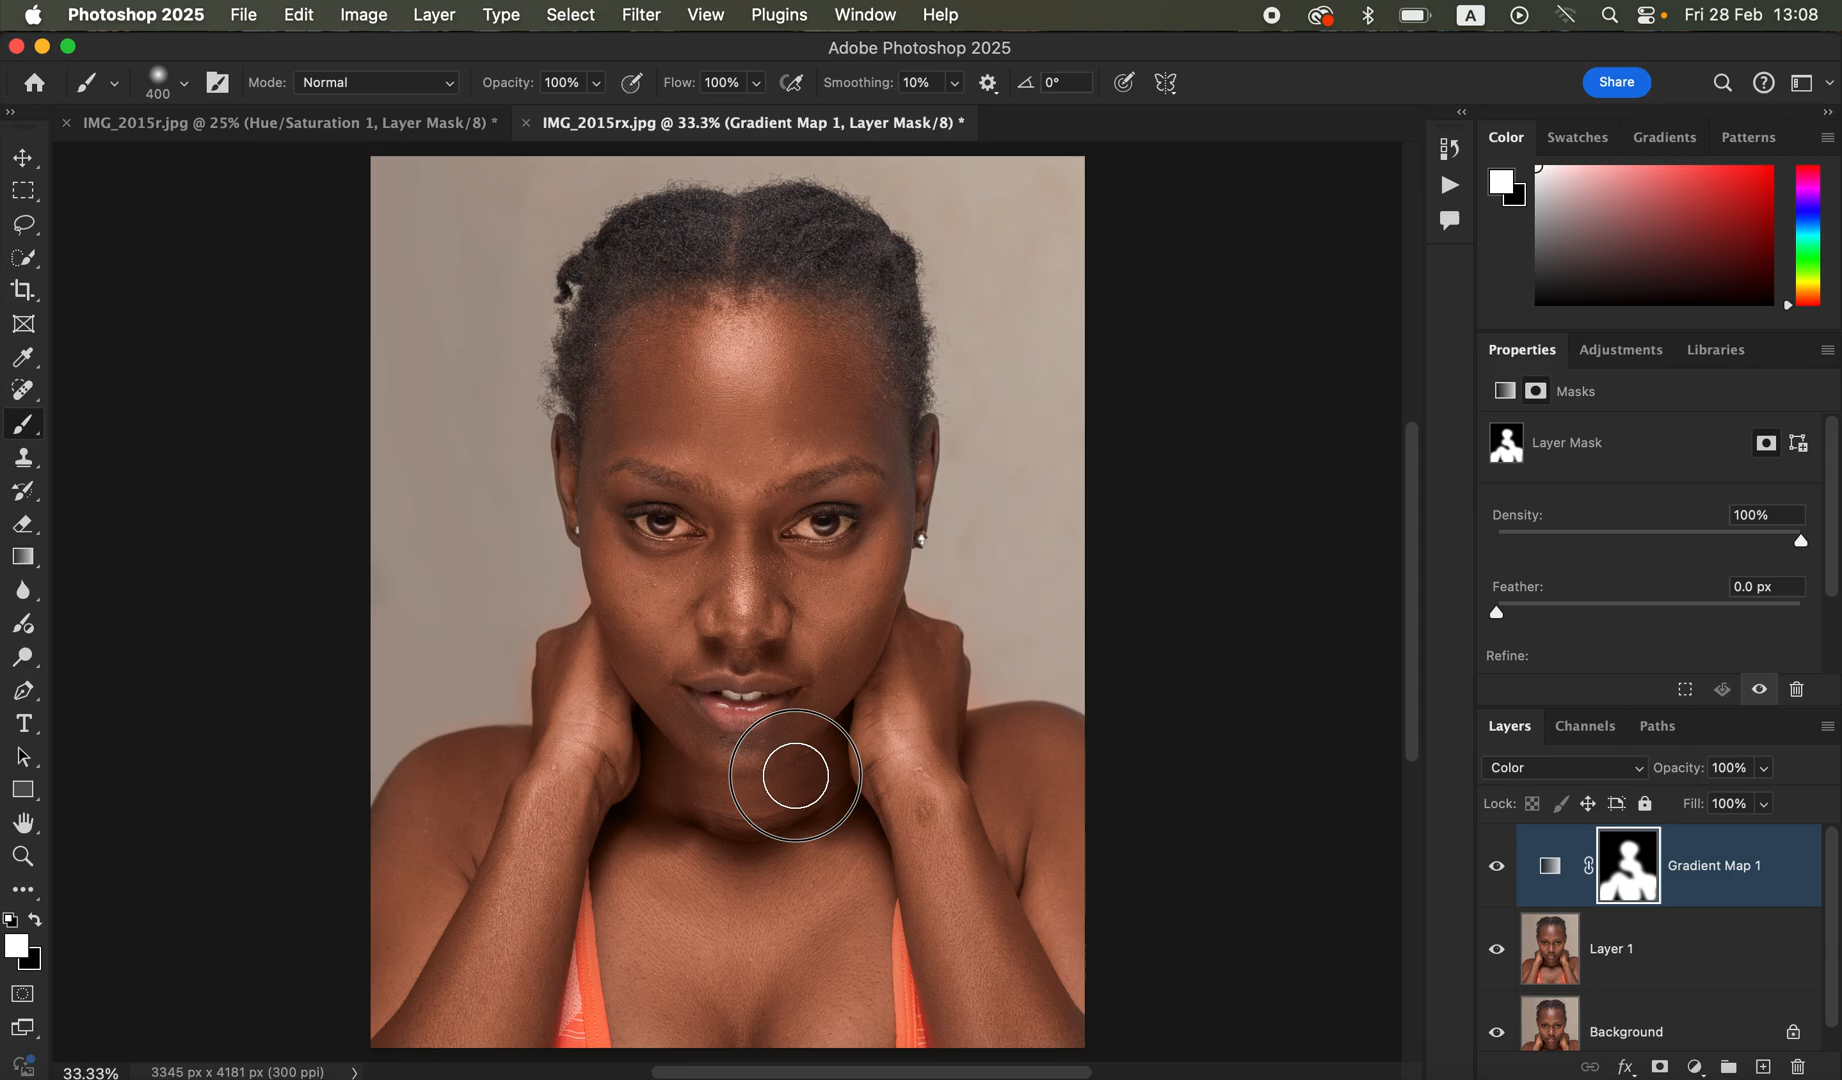 Photoshop 2025 File Edit Image Layer Type Select Filter View Plugins Window Help A Fri 28 Feb 13:08
Adobe Photoshop 2025
400 Mode: Normal Opacity: 100% Flow: 100% Smoothing: 10% 0° Share
× IMG_2015r.jpg @ 25% (Hue/Saturation 1, Layer Mask/8) * × IMG_2015rx.jpg @ 33.3% (Gradient Map 1, Layer Mask/8) *
Color Swatches Gradients Patterns
Properties Adjustments Libraries
Masks
Layer Mask
Density: 100%
Feather: 0.0 px
Refine:
Layers Channels Paths
Color Opacity: 100%
Lock: Fill: 100%
Gradient Map 1
Layer 1
Background
fx
33.33% 3345 px x 4181 px (300 ppi)